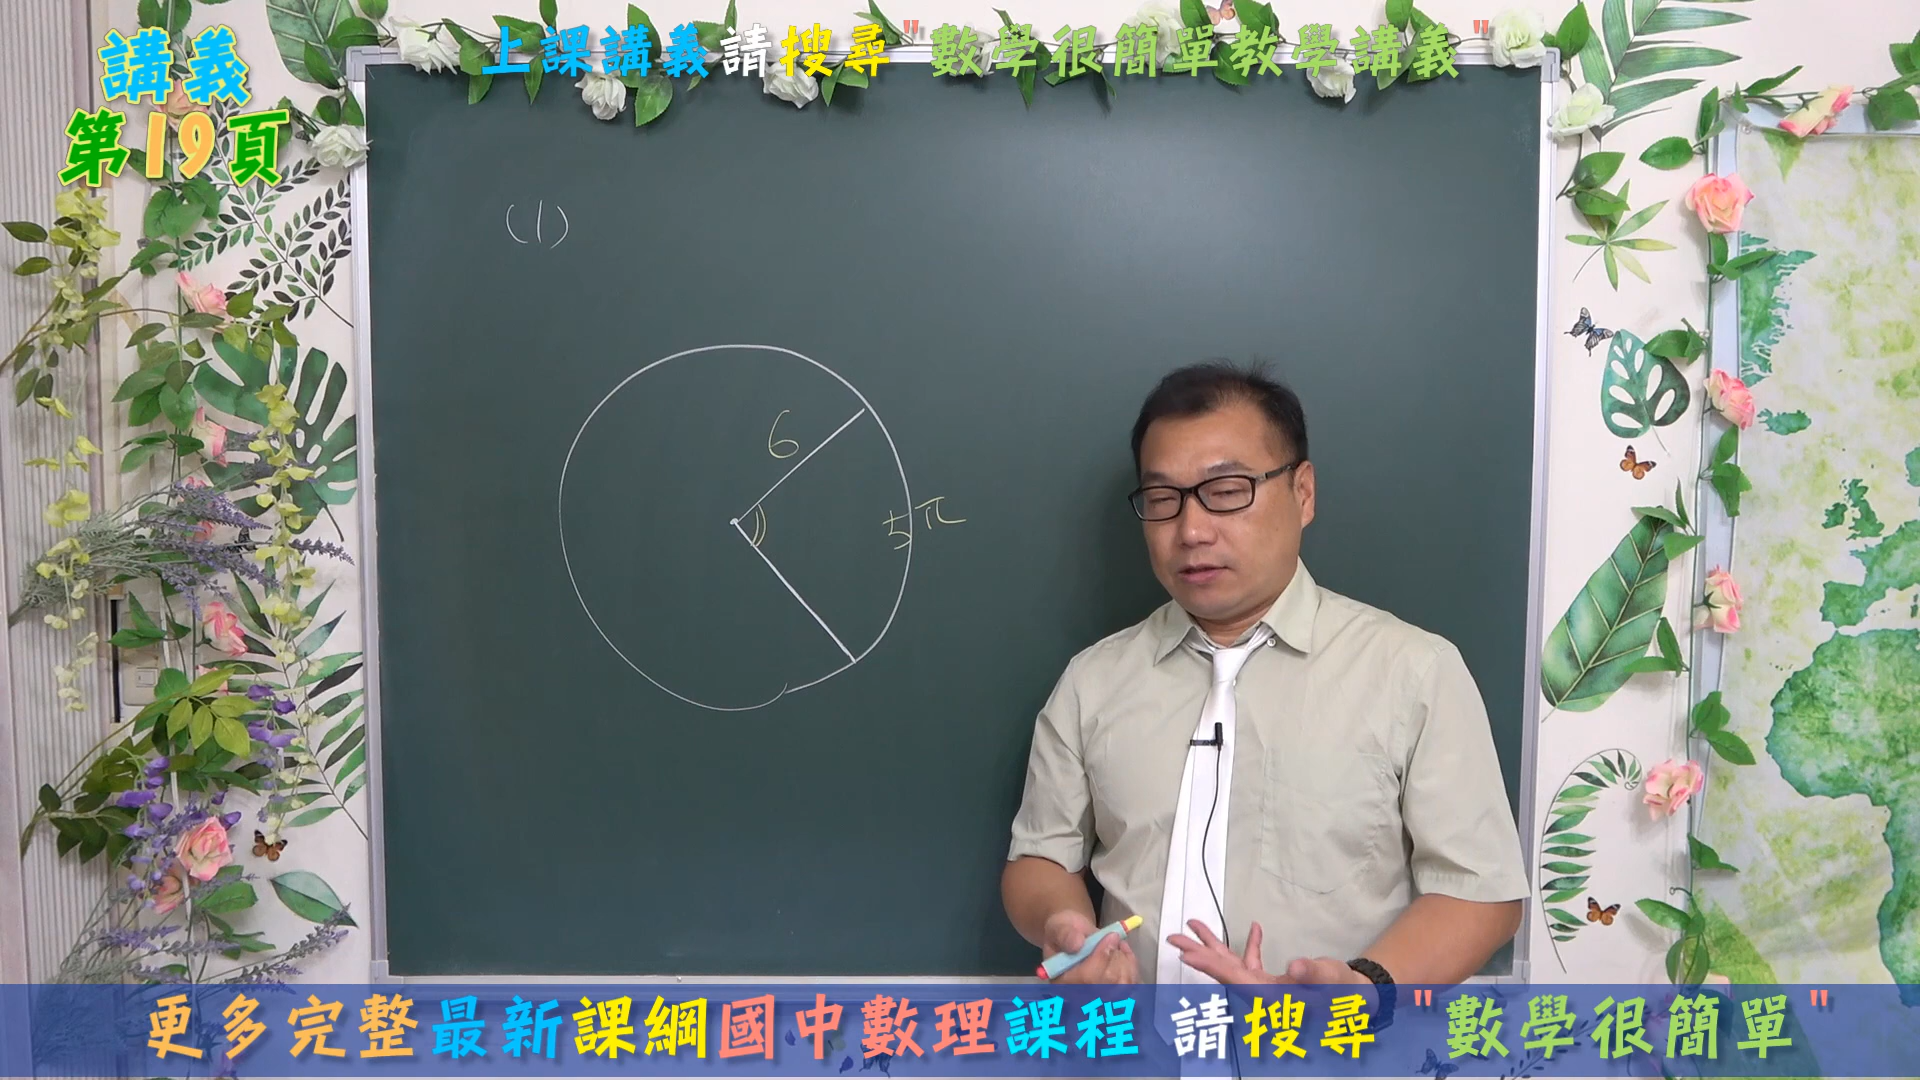 上課講義請搜尋"數學很簡單教學講義"
講義
第19頁
(1)
6
5π
更多完整最新課綱國中數理課程 請搜尋 "數學很簡單"